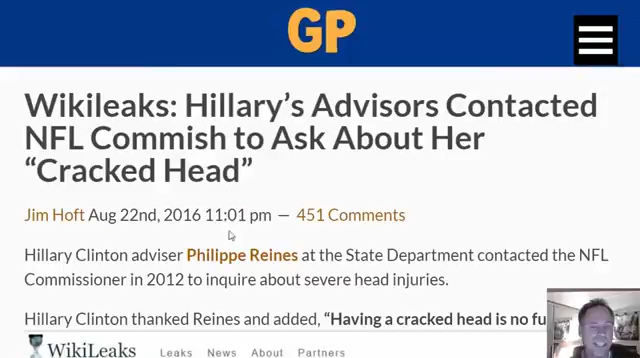 GP
Wikileaks: Hillary's Advisors Contacted
NFL Commish to Ask About Her
“Cracked Head”
Jim Hoft Aug 22nd, 2016 11:01 pm — 451 Comments
Hillary Clinton adviser Philippe Reines at the State Department contacted the NFL
Commissioner in 2012 to inquire about severe head injuries.
Hillary Clinton thanked Reines and added, “Having a cracked head is no
WikiLeaks Leaks News About Partners